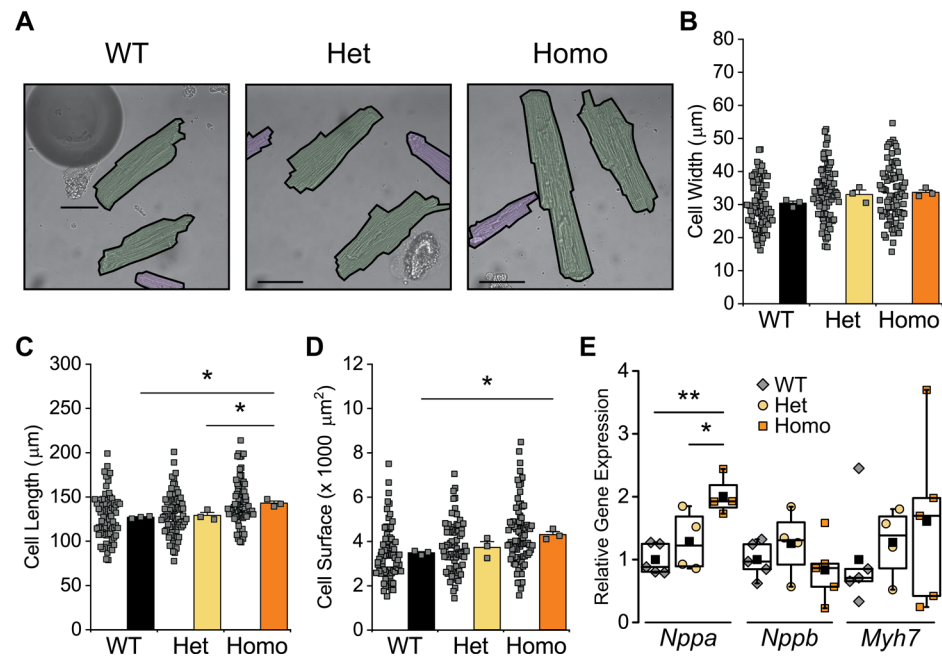 A
WT
Het
Homo
B
Cell Width (μm)
80
70
60
50
40
30
20
10
0
WT
Het
Homo
C
Cell Length (μm)
300
250
200
150
100
50
0
*
*
WT
Het
Homo
D
Cell Surface (x 1000 μm²)
12
10
8
6
4
2
0
*
WT
Het
Homo
E
Relative Gene Expression
4
3
2
1
0
WT
Het
Homo
**
*
Nppa
Nppb
Myh7